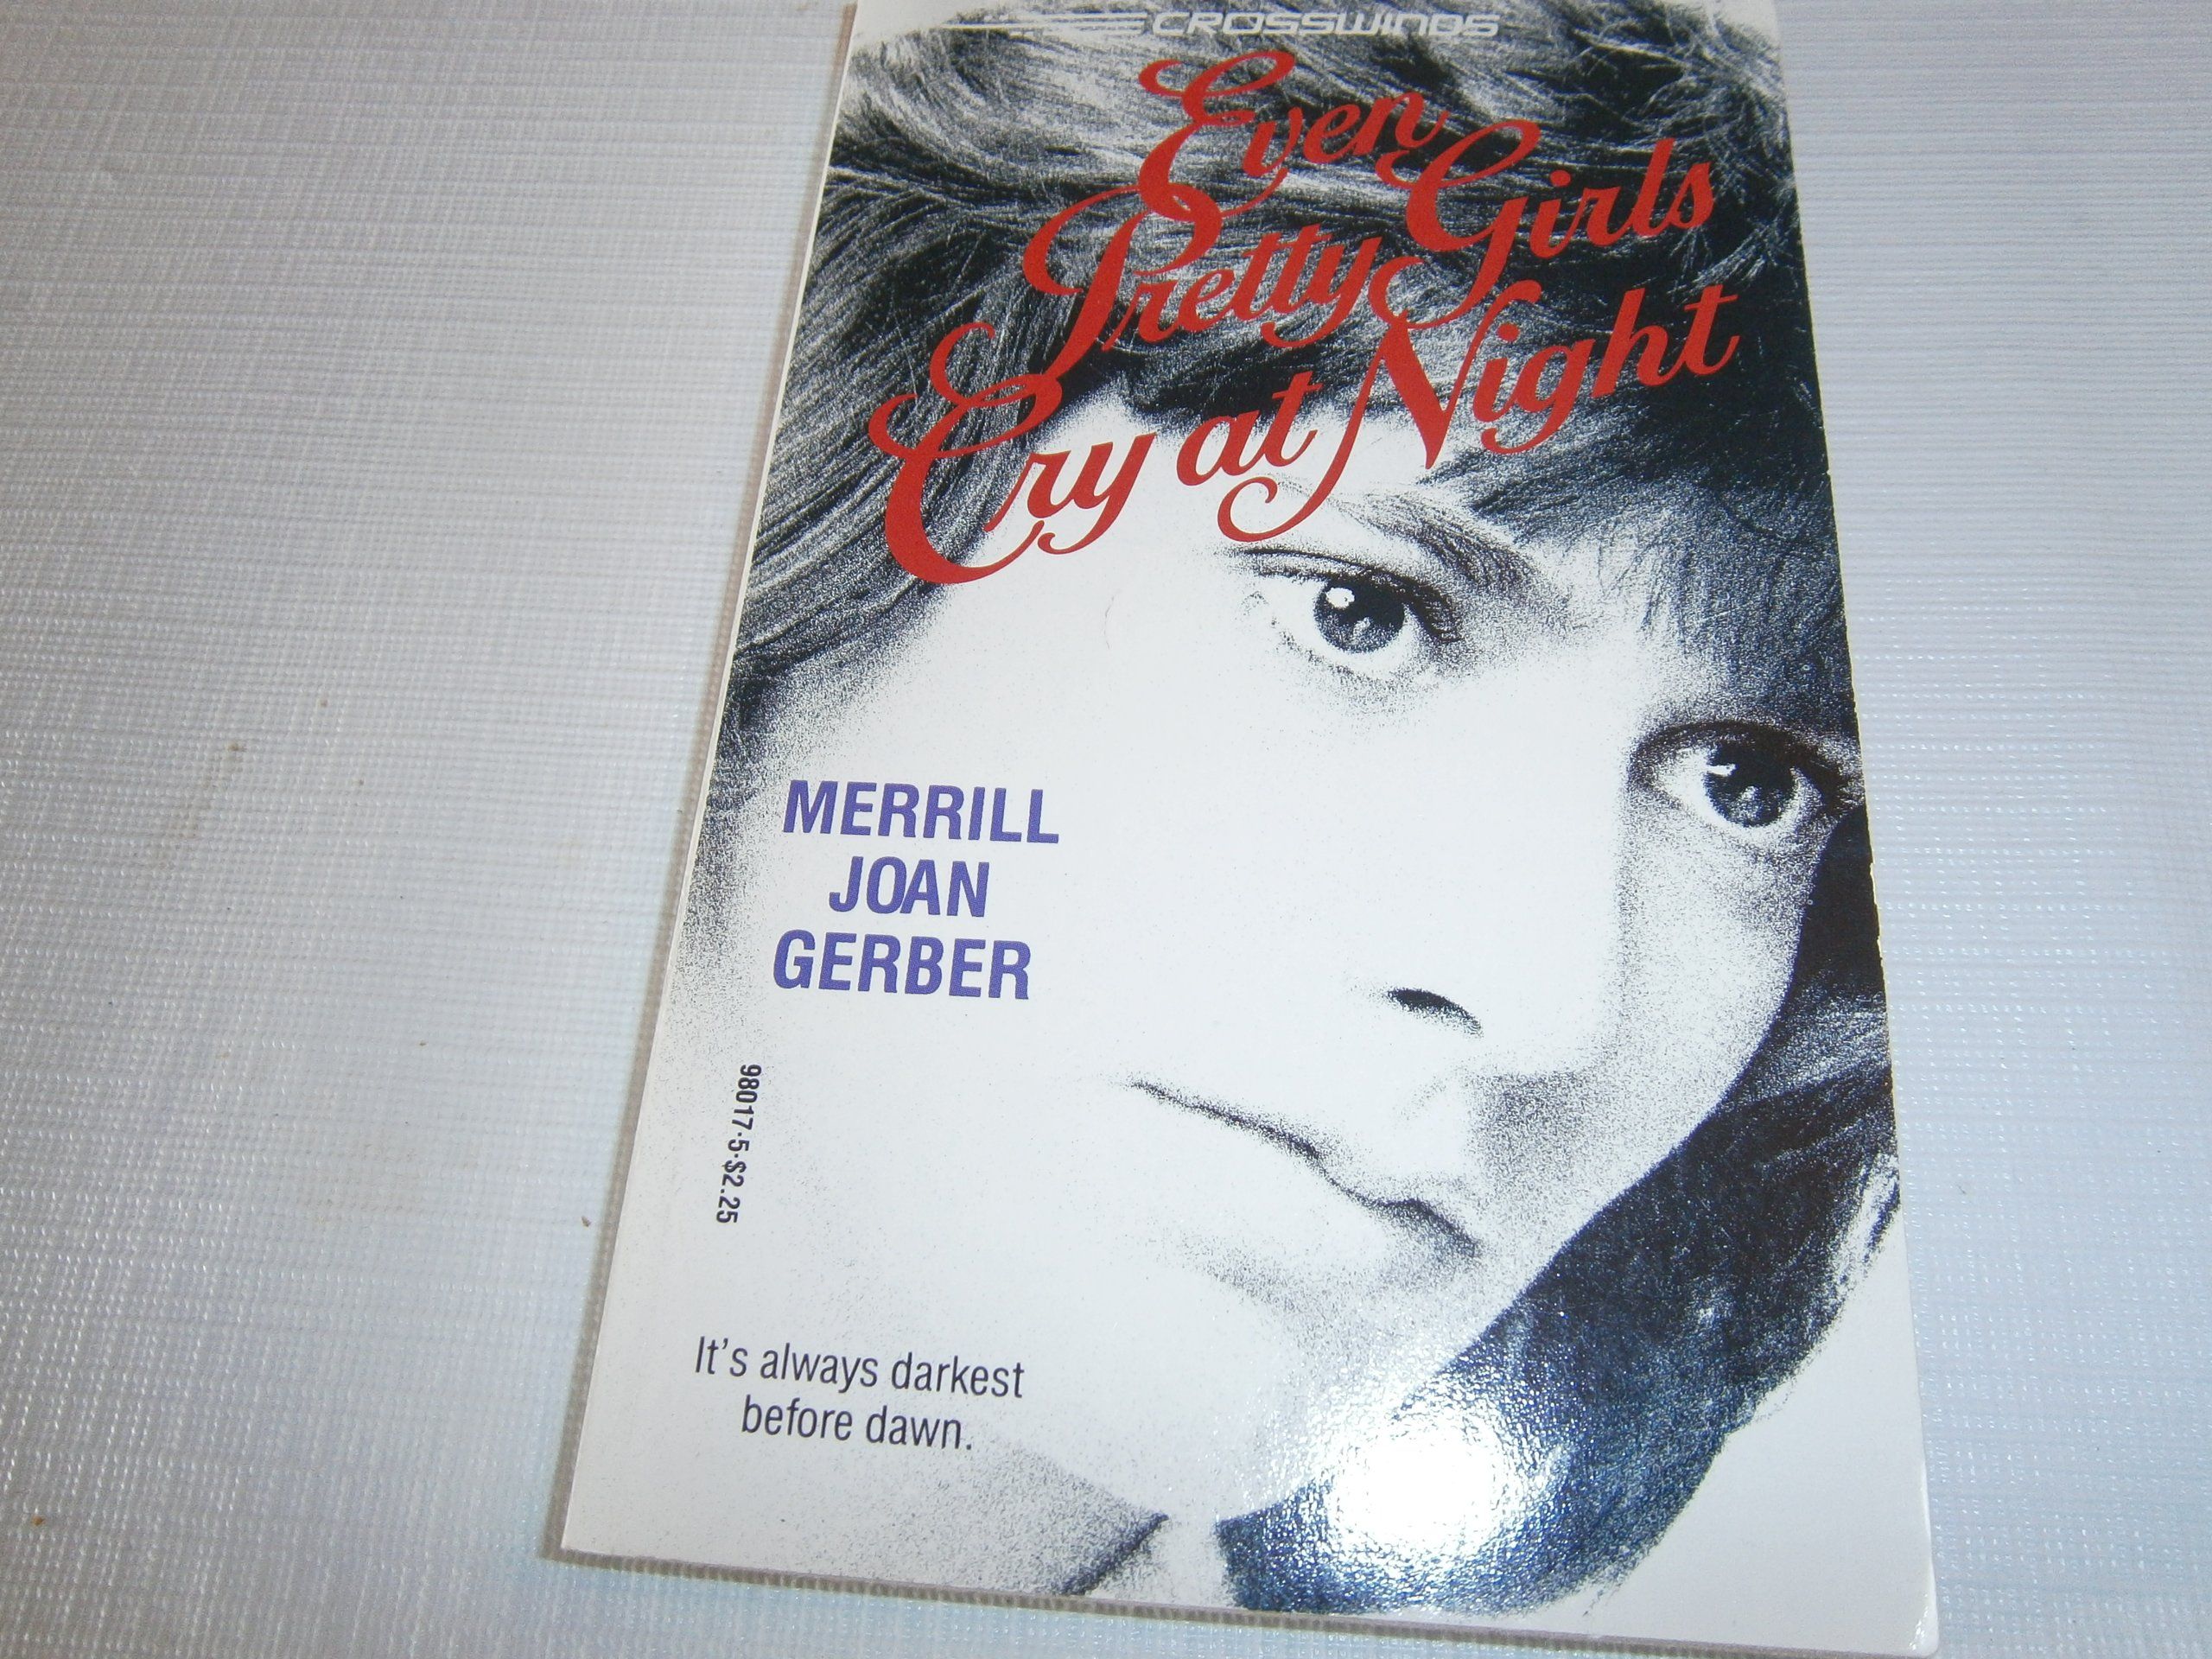 CROSSWINDS
Even
Pretty Girls
Cry at Night
MERRILL
JOAN
GERBER
98017-5·$2.25
It's always darkest
before dawn.